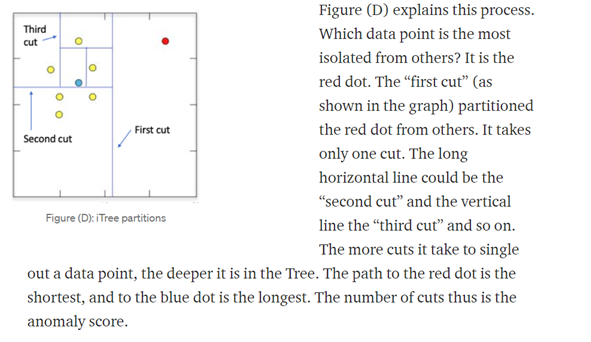 Third
cut
First cut
Second cut
Figure (D): iTree partitions
Figure (D) explains this process.
Which data point is the most
isolated from others? It is the
red dot. The “first cut” (as
shown in the graph) partitioned
the red dot from others. It takes
only one cut. The long
horizontal line could be the
“second cut” and the vertical
line the “third cut” and so on.
The more cuts it take to single
out a data point, the deeper it is in the Tree. The path to the red dot is the
shortest, and to the blue dot is the longest. The number of cuts thus is the
anomaly score.